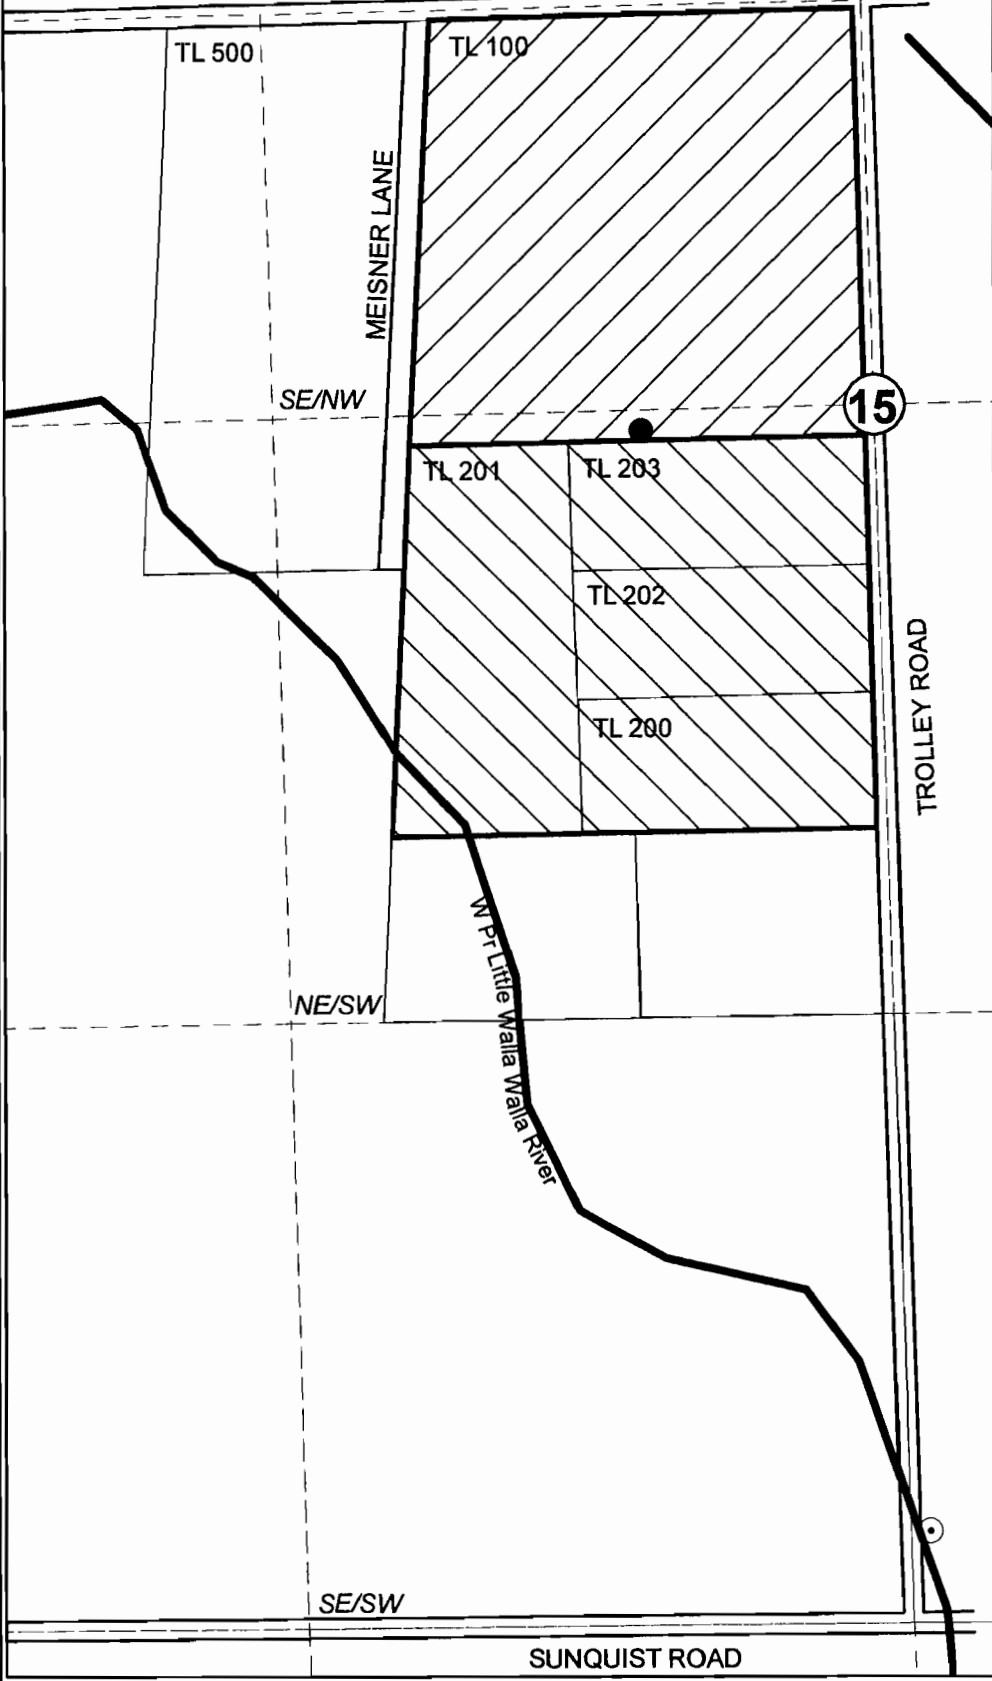 TL 500
TL 100
MEISNER LANE
SE/NW
15
TL 201
TL 203
TL 202
TL 200
TROLLEY ROAD
NE/SW
W Pr Little Walla Walla River
SE/SW
SUNQUIST ROAD